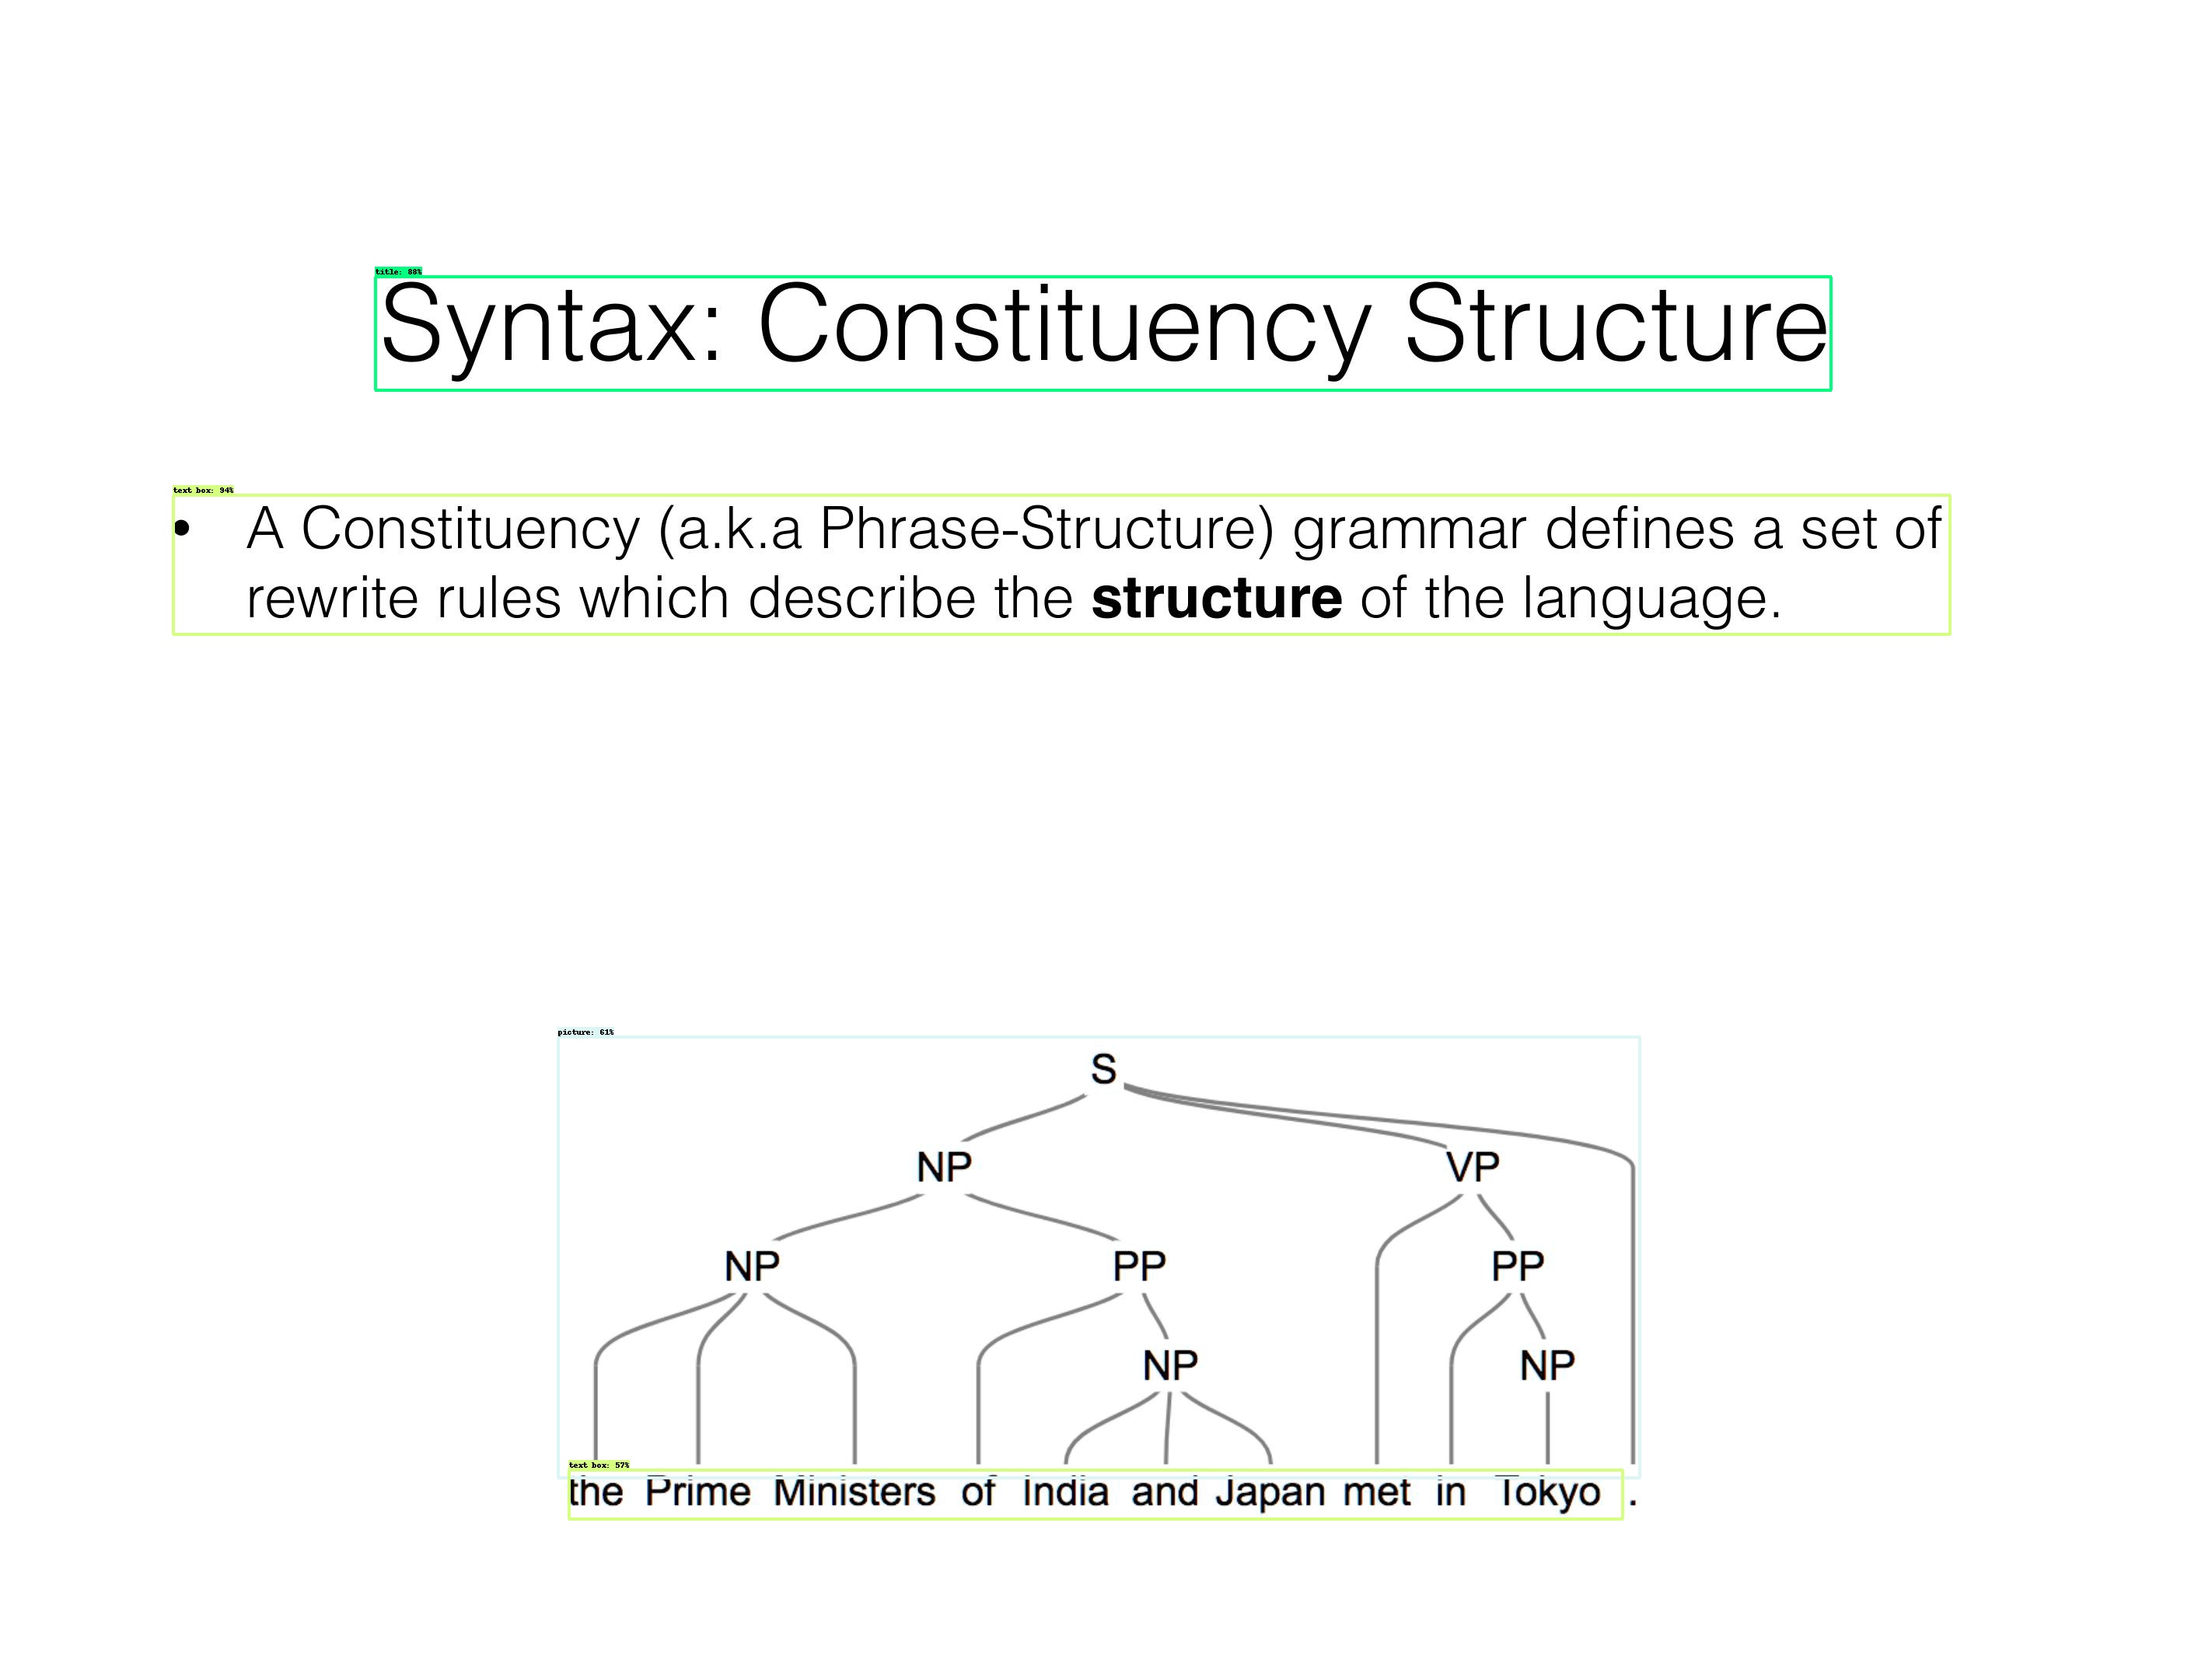 title: 88%
Syntax: Constituency Structure
text box: 94%
• A Constituency (a.k.a Phrase-Structure) grammar defines a set of
rewrite rules which describe the structure of the language.
picture: 61%
S
NP VP
NP PP PP
NP NP
text box: 57%
the Prime Ministers of India and Japan met in Tokyo .